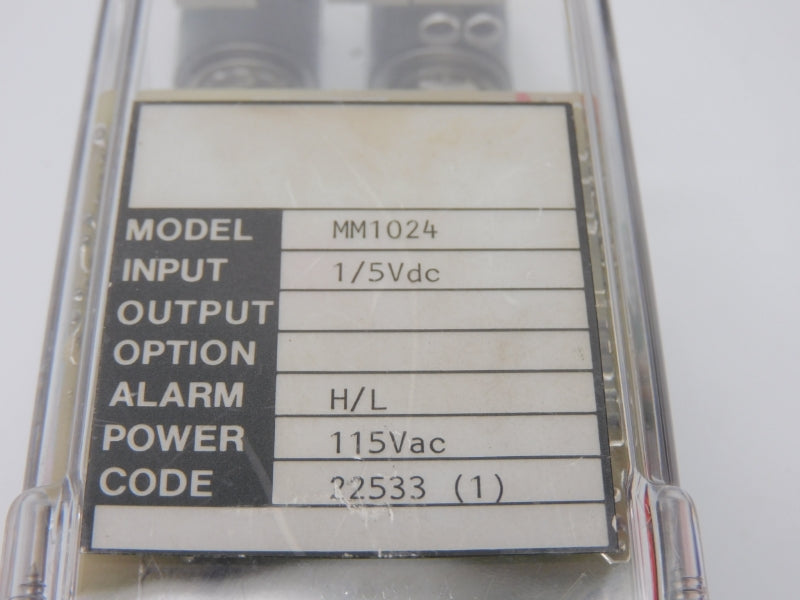 MODEL MM1024
INPUT 1/5Vdc
OUTPUT
OPTION
ALARM H/L
POWER 115Vac
CODE 22533 (1)